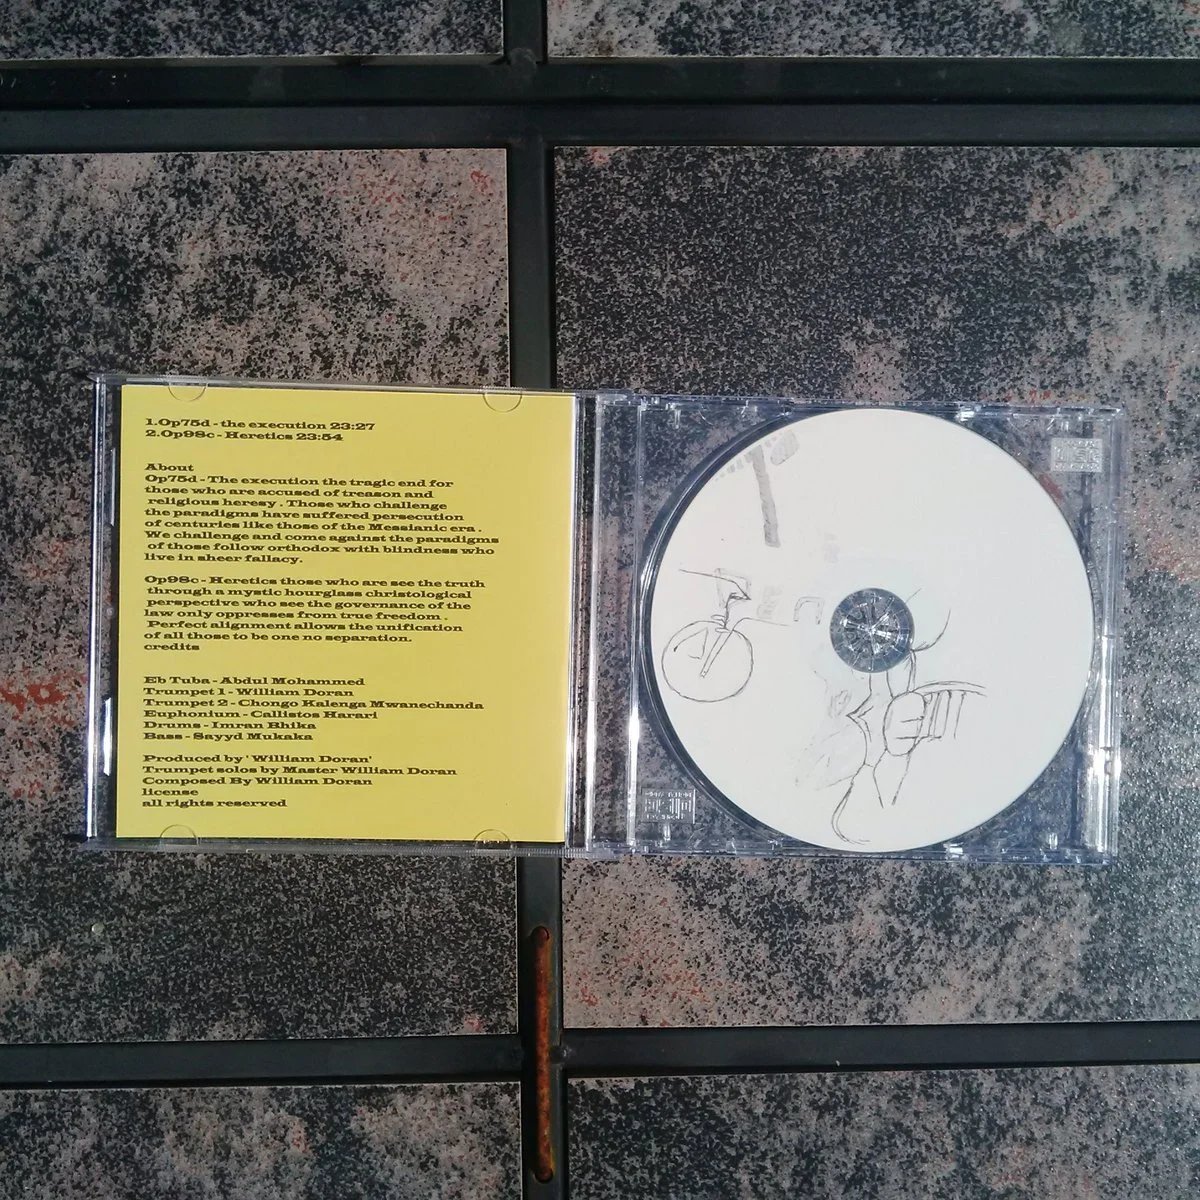 1.Op75d - the execution 23:27
2.Op98c - Heretics 23:54
About
Op75d - The execution the tragic end for
those who are accused of treason and
religious heresy . Those who challenge
the paradigms have suffered persecution
of centuries like those of the Messianic era .
We challenge and come against the paradigms
of those follow orthodox with blindness who
live in sheer fallacy.
Op98c - Heretics those who are see the truth
through a mystic hourglass christological
perspective who see the governance of the
law only oppresses from true freedom .
Perfect alignment allows the unification
of all those to be one no separation.
credits
Eb Tuba - Abdul Mohammed
Trumpet 1 - William Doran
Trumpet 2 - Chongo Kalenga Mwanechanda
Euphonium - Callistos Harari
Drums - Imran Bhika
Bass - Sayyd Mukaka
Produced by ' William Doran'
Trumpet solos by Master William Doran
Composed By William Doran
license
all rights reserved